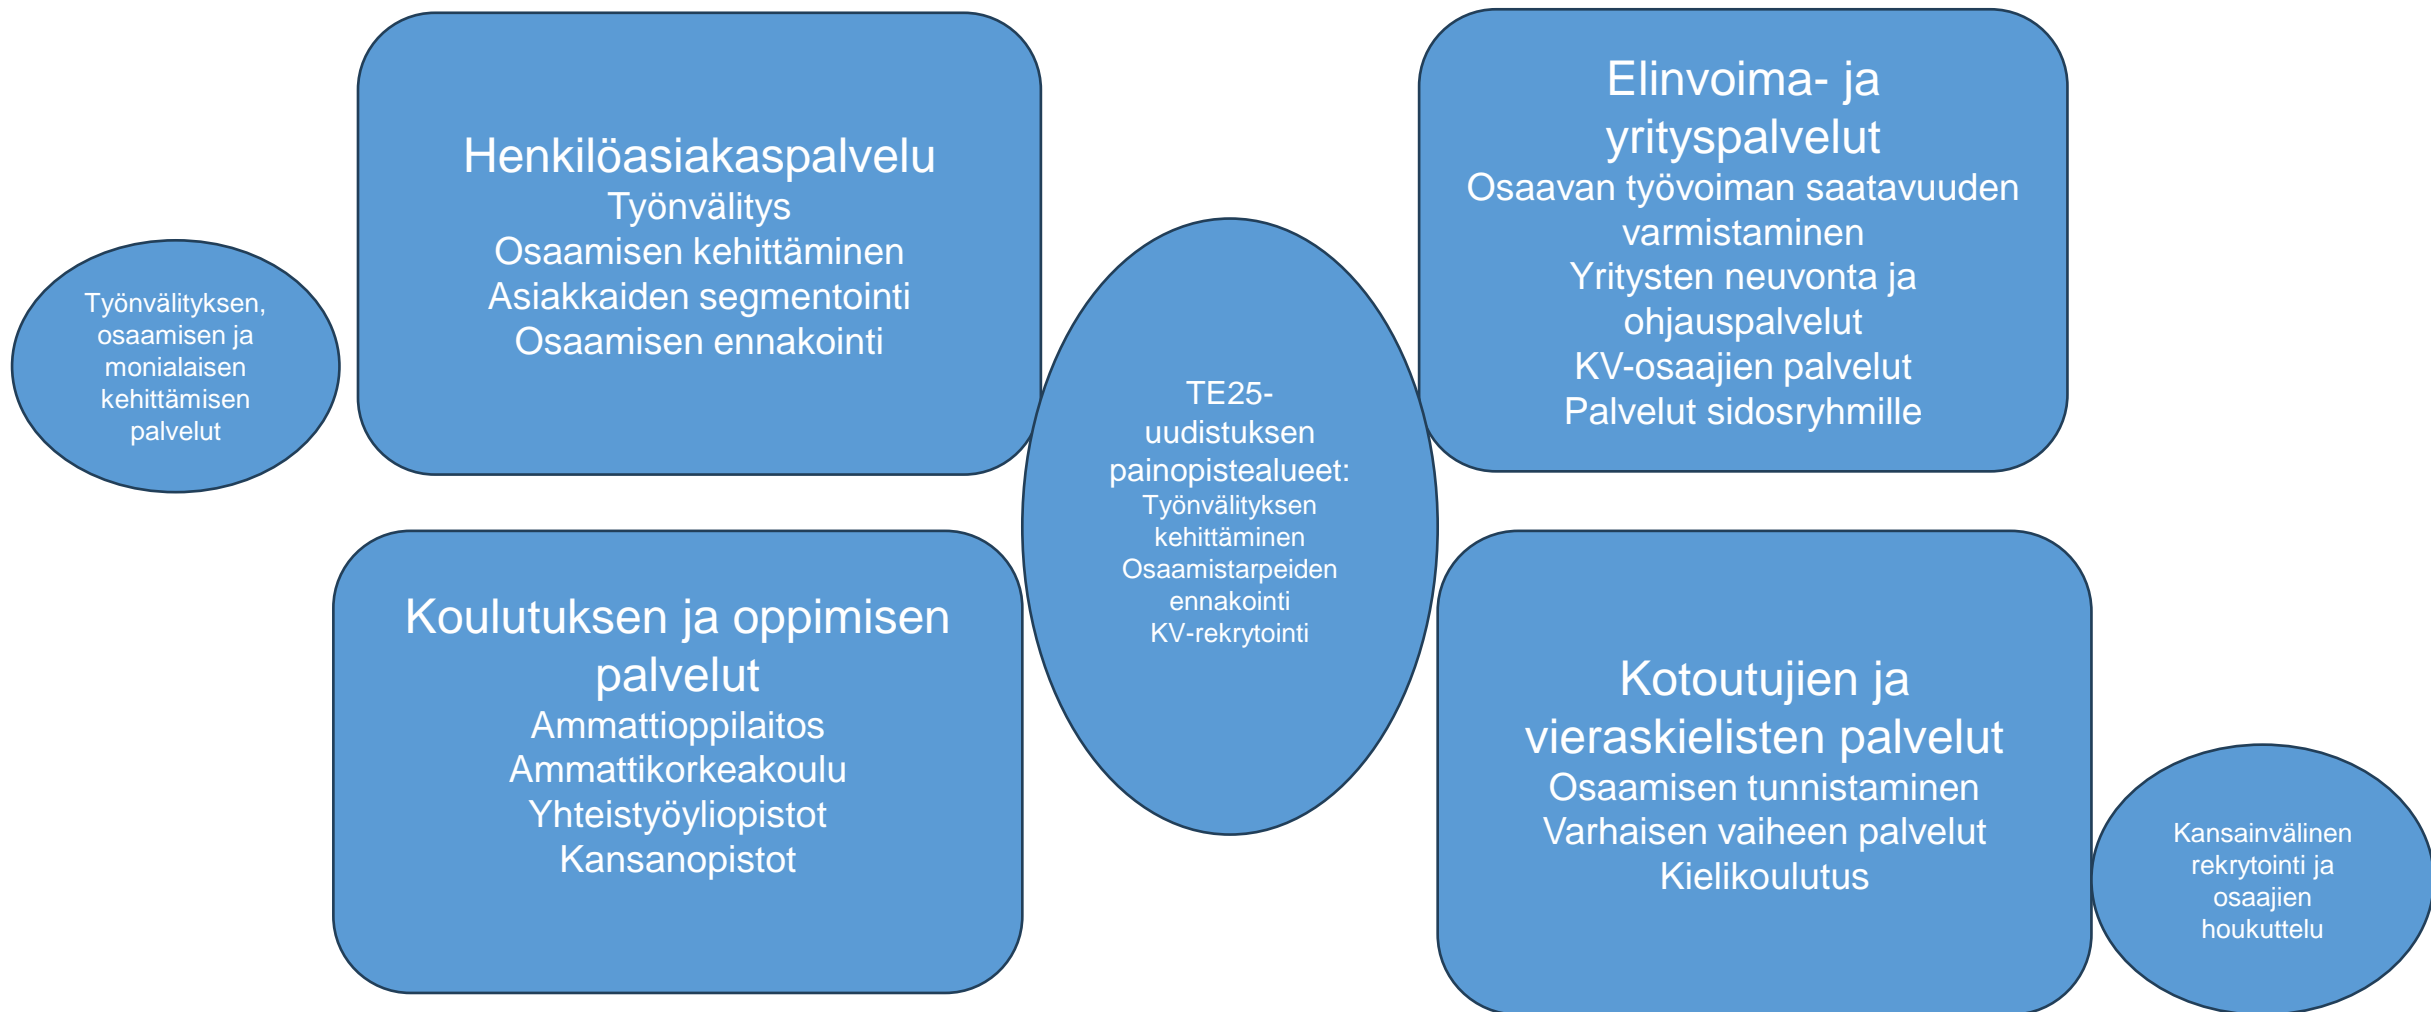 Henkilöasiakaspalvelu
Työnvälitys
Osaamisen kehittäminen
Asiakkaiden segmentointi
Osaamisen ennakointi
Elinvoima- ja
yrityspalvelut
Osaavan työvoiman saatavuuden
varmistaminen
Yritysten neuvonta ja
ohjauspalvelut
KV-osaajien palvelut
Palvelut sidosryhmille
Työnvälityksen,
osaamisen ja
monialaisen
kehittämisen
palvelut
TE25-
uudistuksen
painopistealueet:
Työnvälityksen
kehittäminen
Osaamistarpeiden
ennakointi
KV-rekrytointi
Koulutuksen ja oppimisen
palvelut
Ammattioppilaitos
Ammattikorkeakoulu
Yhteistyöyliopistot
Kansanopistot
Kotoutujien ja
vieraskielisten palvelut
Osaamisen tunnistaminen
Varhaisen vaiheen palvelut
Kielikoulutus
Kansainvälinen
rekrytointi ja
osaajien
houkuttelu